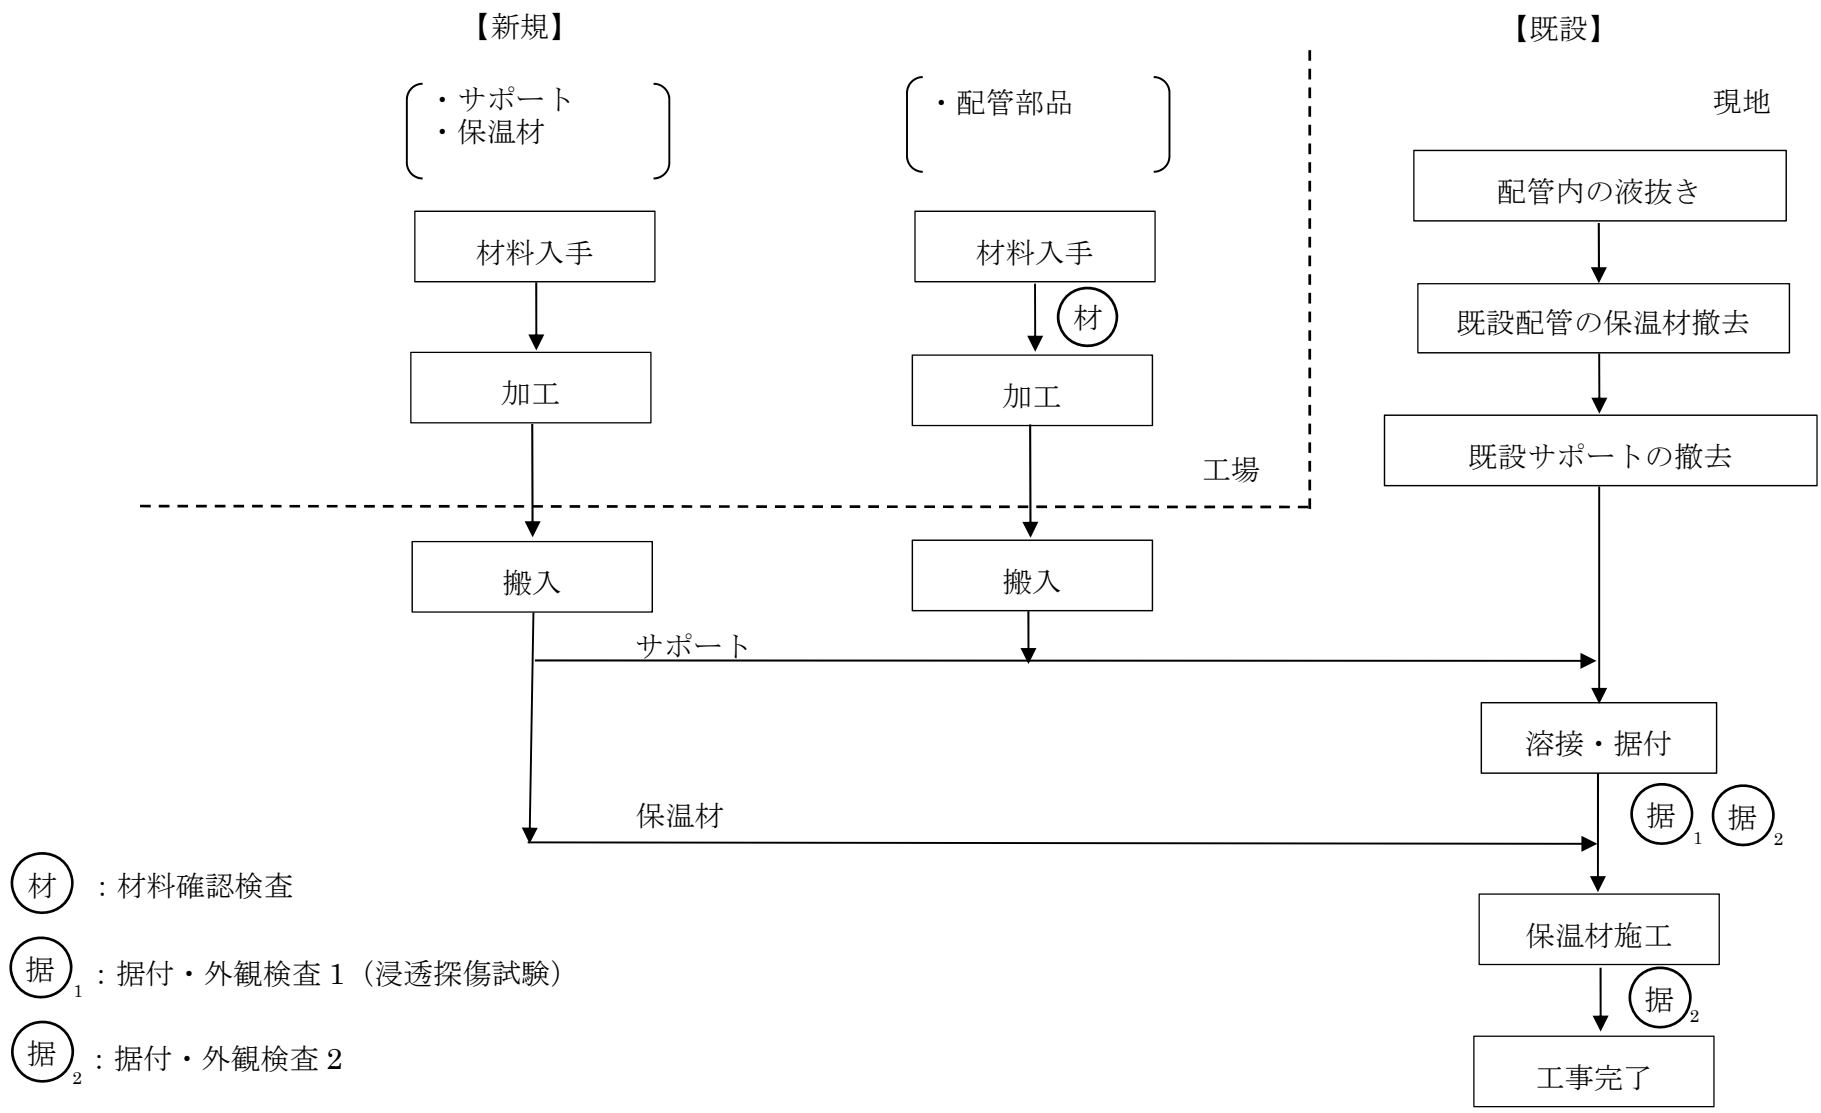 【新規】
【既設】
・サポート
・保温材
・配管部品
現地
配管内の液抜き
材料入手
材料入手
材
既設配管の保温材撤去
加工
加工
既設サポートの撤去
工場
搬入
搬入
サポート
溶接・据付
保温材
据1
据2
材 :材料確認検査
保温材施工
据1 :据付・外観検査1(浸透探傷試験)
据2
据2 :据付・外観検査2
工事完了